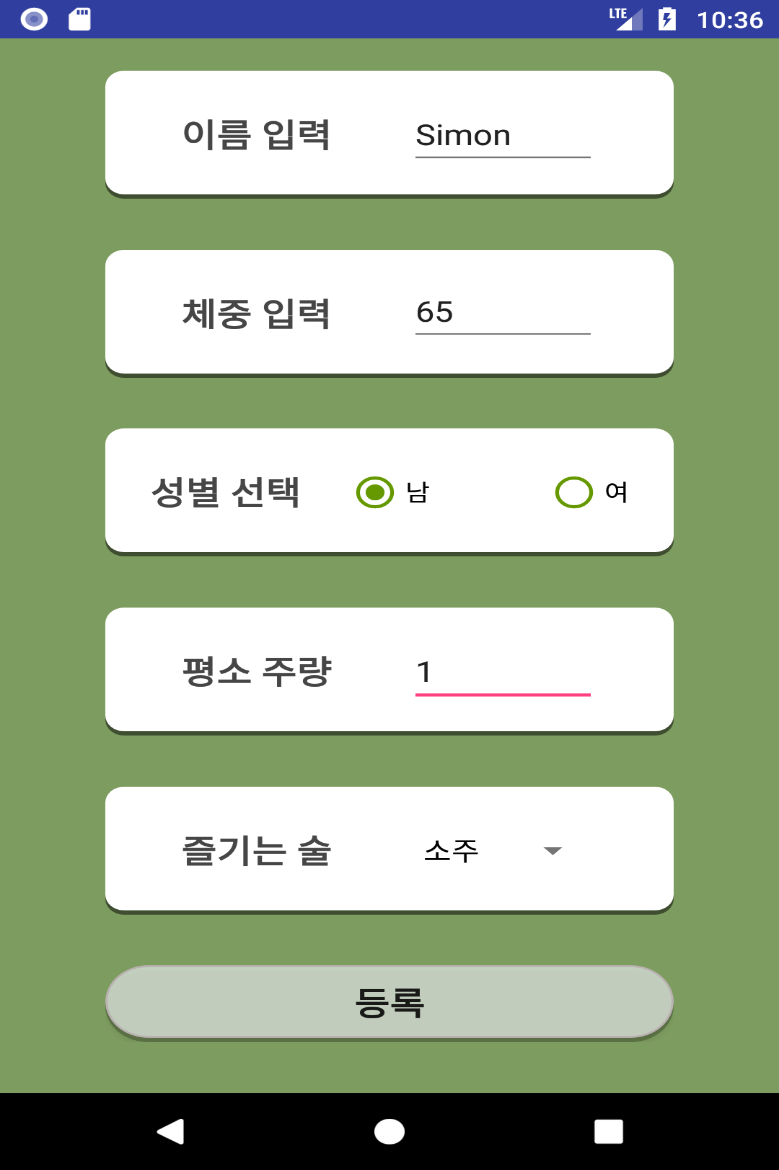 LTE 10:36
이름 입력 Simon
체중 입력 65
성별 선택 남 여
평소 주량 1
즐기는 술 소주
등록